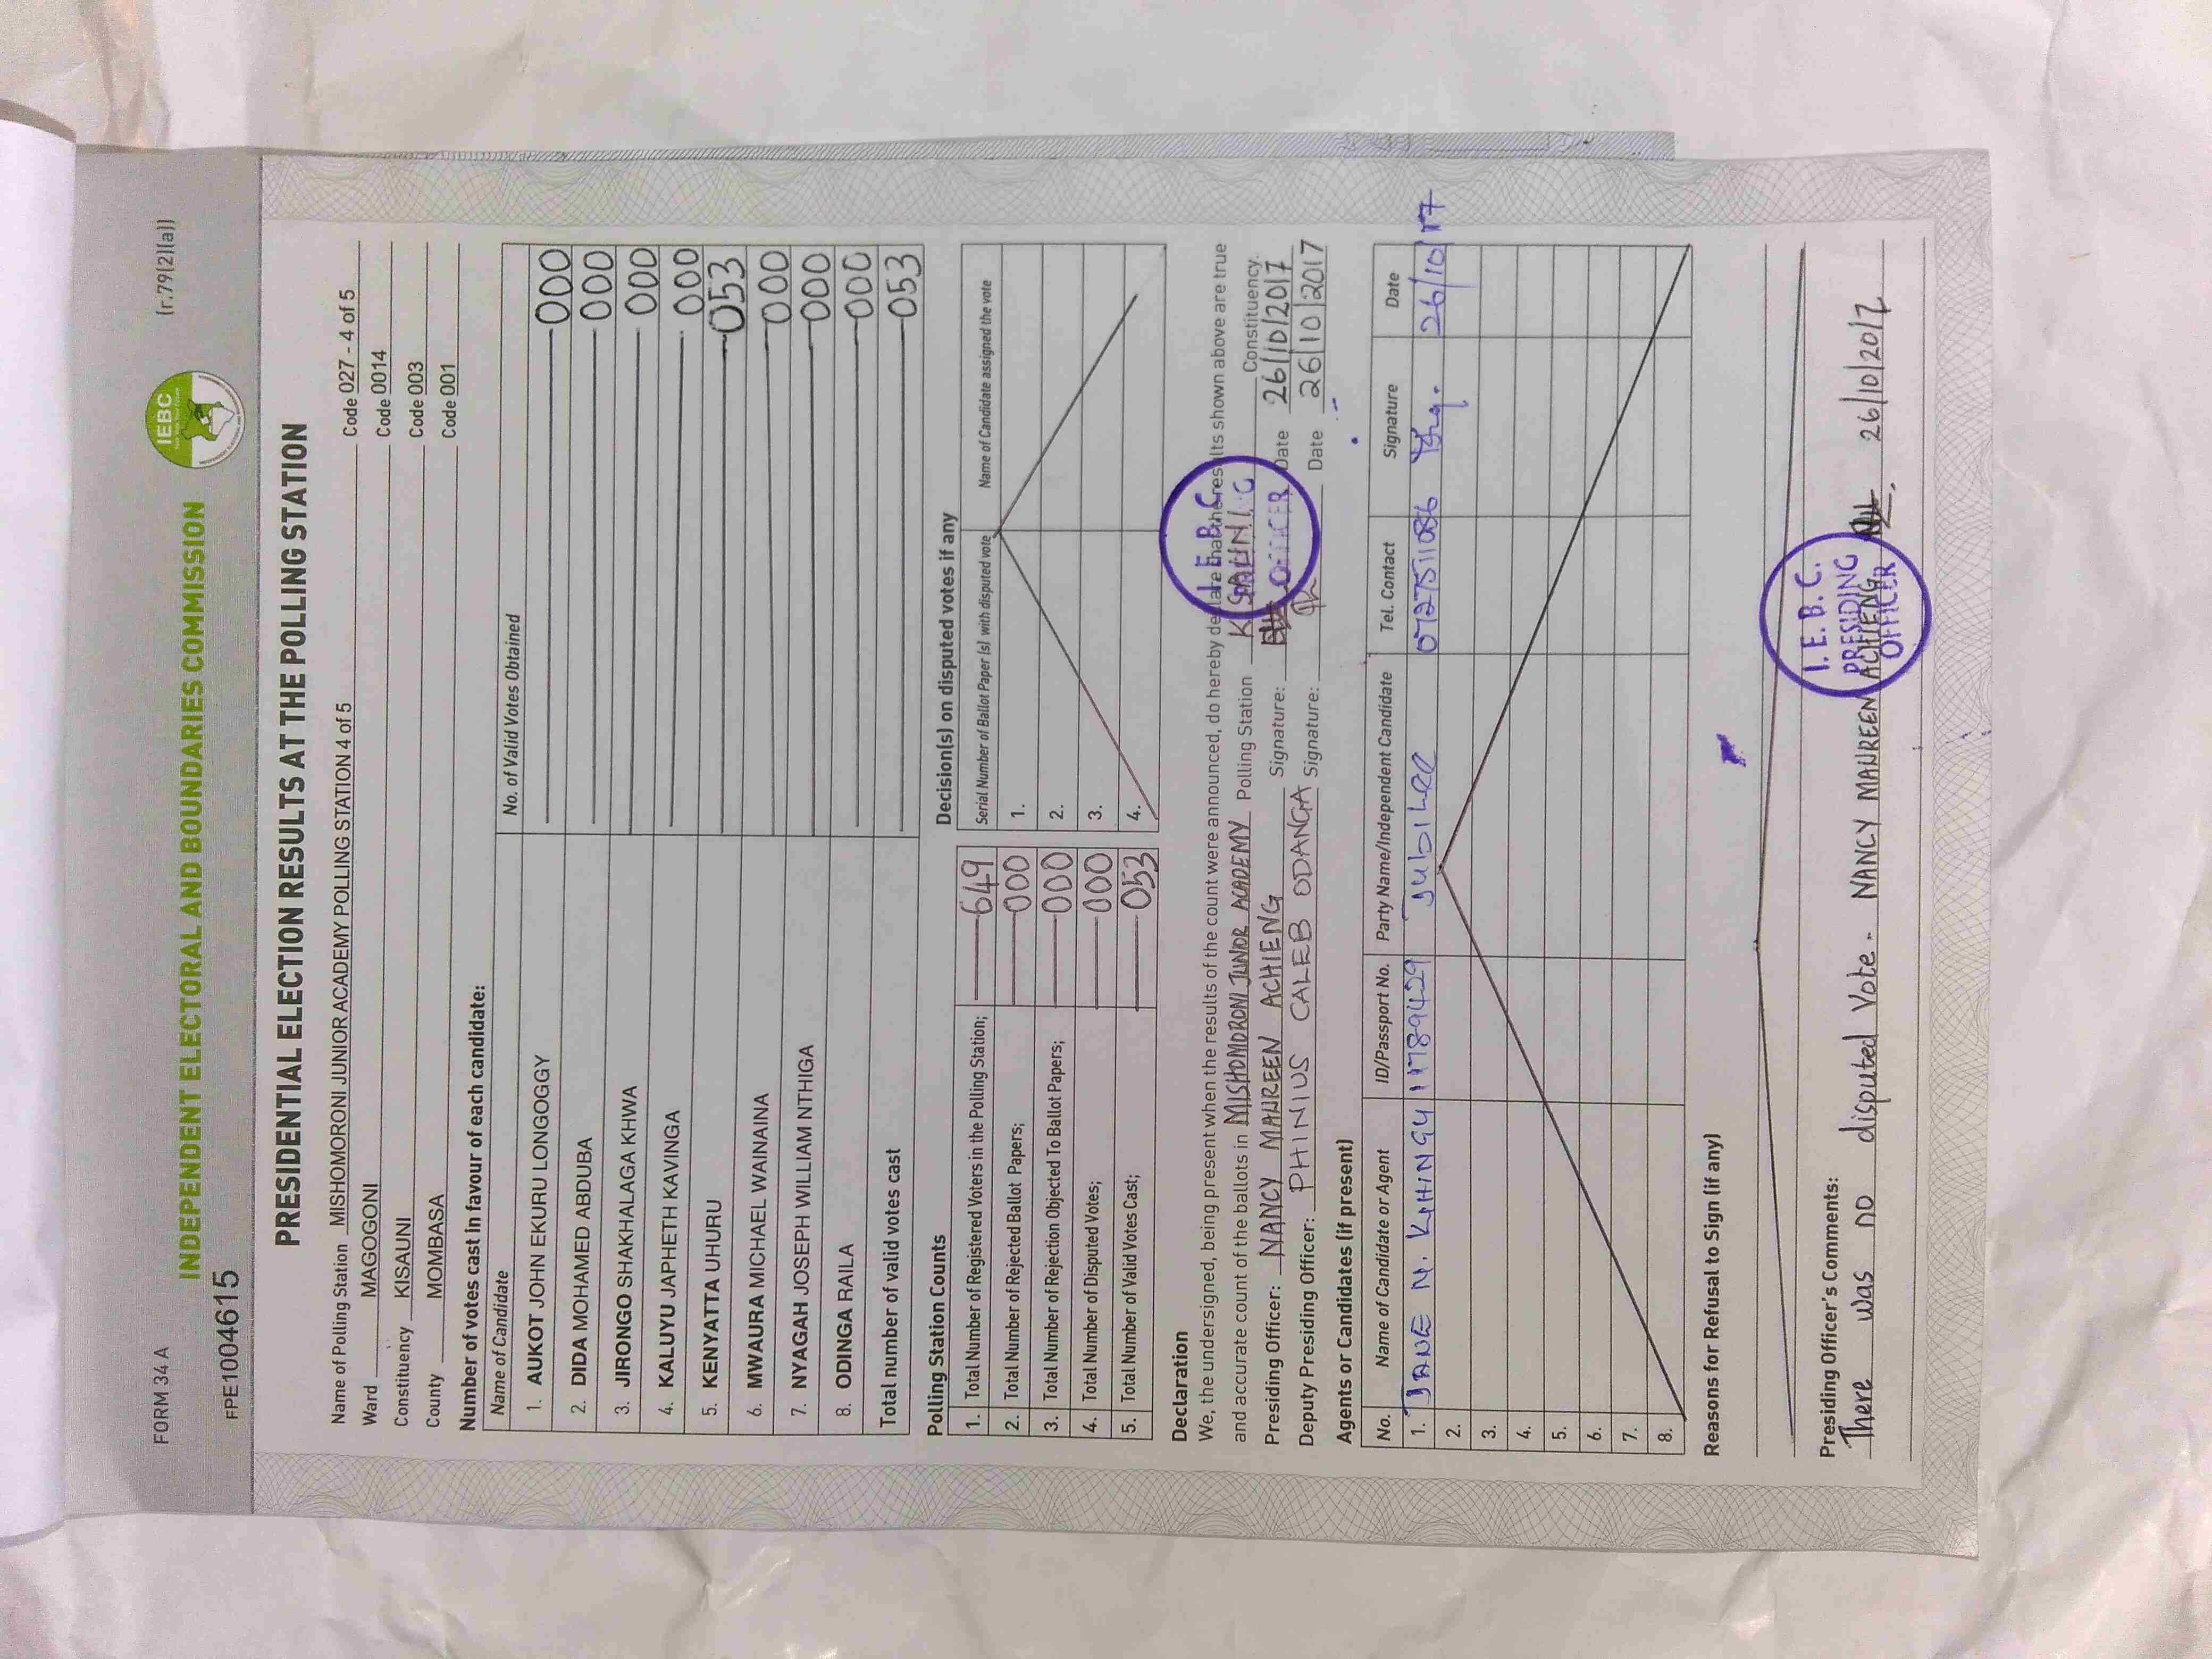 FORM 34 A
(r.79(2)(a))
INDEPENDENT ELECTORAL AND BOUNDARIES COMMISSION
IEBC
FPE1004615
PRESIDENTIAL ELECTION RESULTS AT THE POLLING STATION
Name of Polling Station MISHOMORONI JUNIOR ACADEMY POLLING STATION 4 of 5 Code 027 - 4 of 5
Ward MAGOGONI Code 0014
Constituency KISAUNI Code 003
County MOMBASA Code 001
Number of votes cast in favour of each candidate:
Name of Candidate No. of Valid Votes Obtained
1. AUKOT JOHN EKURU LONGOGGY 000
2. DIDA MOHAMED ABDUBA 000
3. JIRONGO SHAKHALAGA KHWA 000
4. KALUYU JAPHETH KAVINGA 000
5. KENYATTA UHURU 053
6. MWAURA MICHAEL WAINAINA 000
7. NYAGAH JOSEPH WILLIAM NTHIGA 000
8. ODINGA RAILA 000
Total number of valid votes cast 053
Polling Station Counts
1. Total Number of Registered Voters in the Polling Station; 649
2. Total Number of Rejected Ballot Papers; 000
3. Total Number of Rejection Objected To Ballot Papers; 000
4. Total Number of Disputed Votes; 000
5. Total Number of Valid Votes Cast; 053
Decision(s) on disputed votes if any
Serial Number of Ballot Paper (s) with disputed vote Name of Candidate assigned the vote
1.
2.
3.
4.
Declaration
We, the undersigned, being present when the results of the count were announced, do hereby declare that the results shown above are true
and accurate count of the ballots in MISHOMORONI JUNIOR ACADEMY Polling Station KISAUNI Constituency.
Presiding Officer: NANCY MAUREEN ACHIENG Signature: Date 26/10/2017
Deputy Presiding Officer: PHINIUS CALEB ODANGA Signature: Date 26/10/2017
I.E.B.C.
OFFICER
Agents or Candidates (if present)
No. Name of Candidate or Agent ID/Passport No. Party Name/Independent Candidate Tel. Contact Signature Date
1. JANE N. 11789429 JubiLee 0727511086 26/10/17
2.
3.
4.
5.
6.
7.
8.
Reasons for Refusal to Sign (if any)
Presiding Officer's Comments:
There was no disputed Vote. NANCY MAUREEN ACHIENG 26/10/2017
I.E.B.C.
PRESIDING
OFFICER